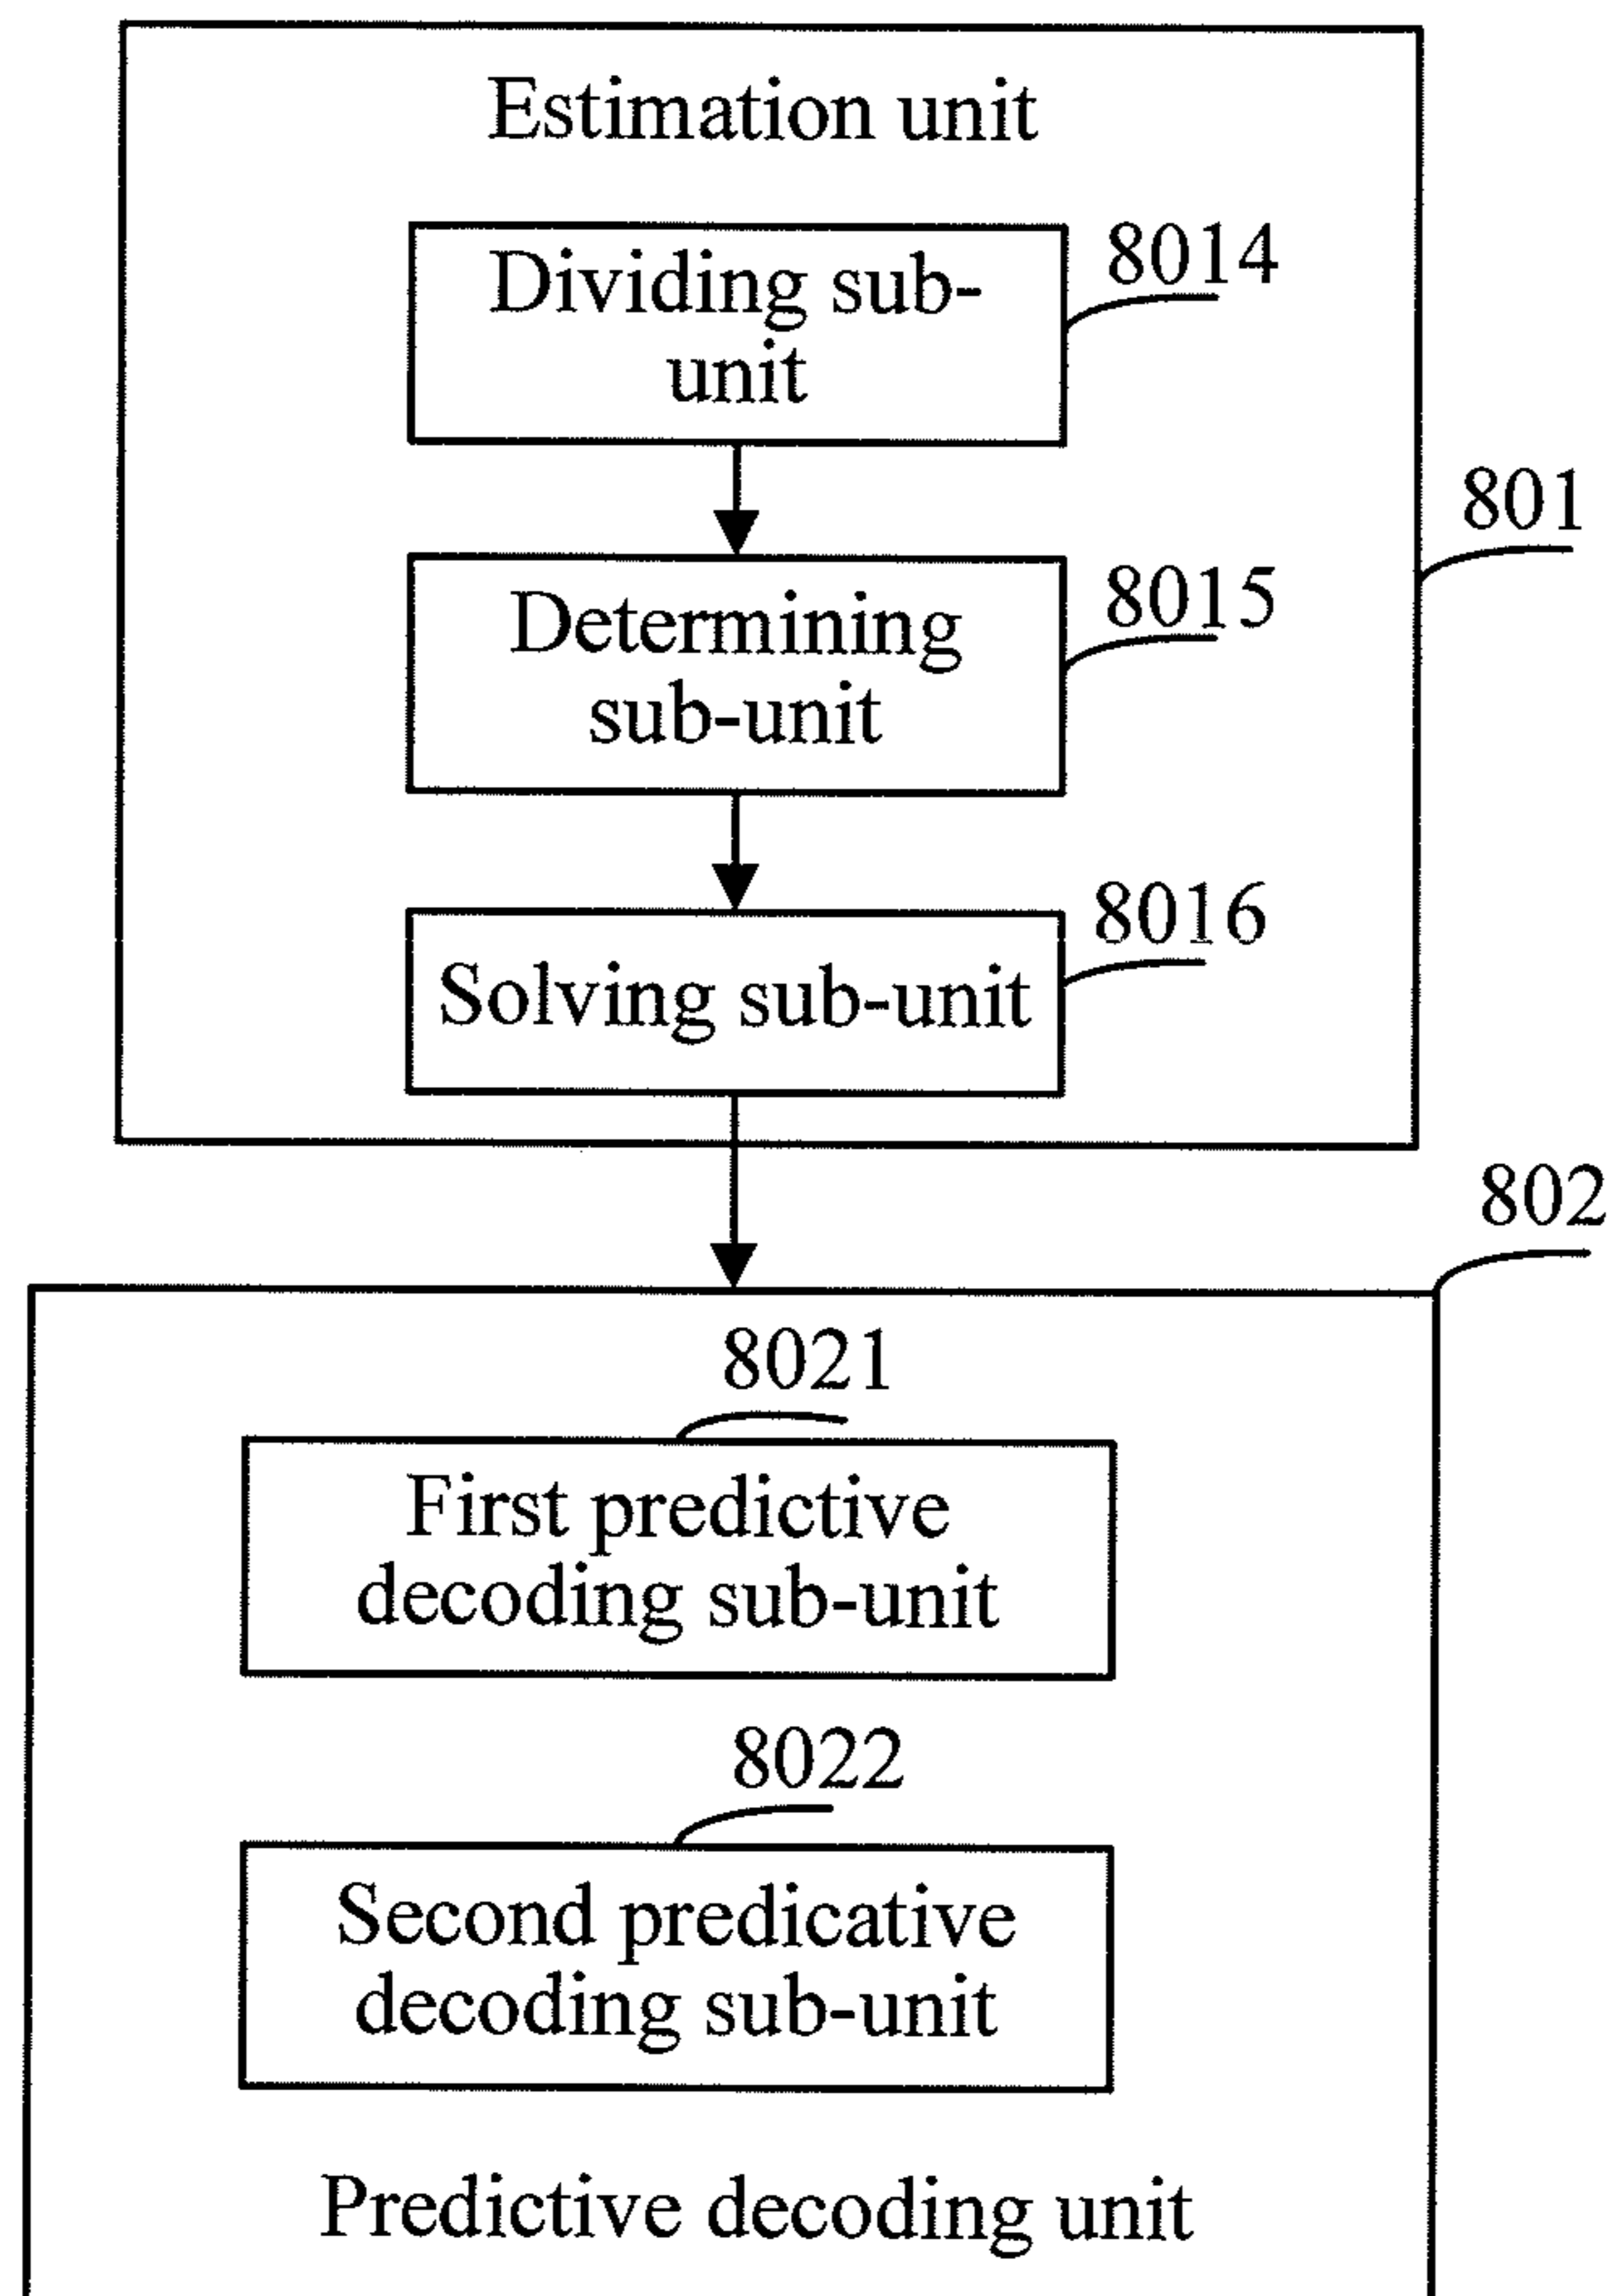 Estimation unit
Dividing sub-
unit
8014
801
Determining
sub-unit
8015
Solving sub-unit
8016
802
8021
First predictive
decoding sub-unit
8022
Second predicative
decoding sub-unit
Predictive decoding unit